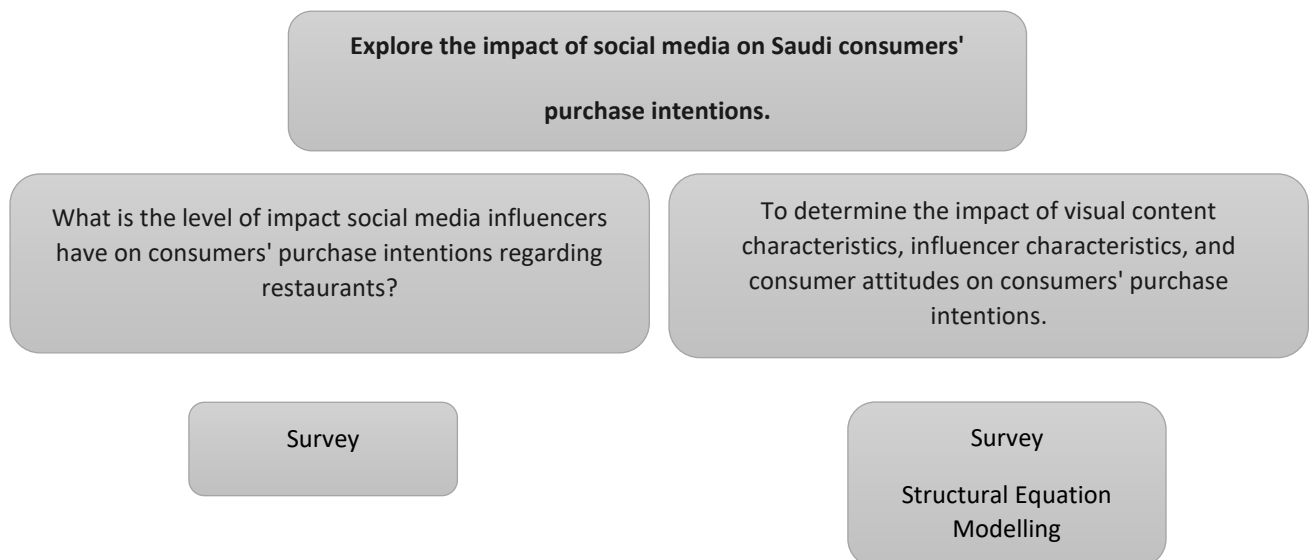 Explore the impact of social media on Saudi consumers'
purchase intentions.
What is the level of impact social media influencers
have on consumers' purchase intentions regarding
restaurants?
To determine the impact of visual content
characteristics, influencer characteristics, and
consumer attitudes on consumers' purchase
intentions.
Survey
Survey
Structural Equation
Modelling